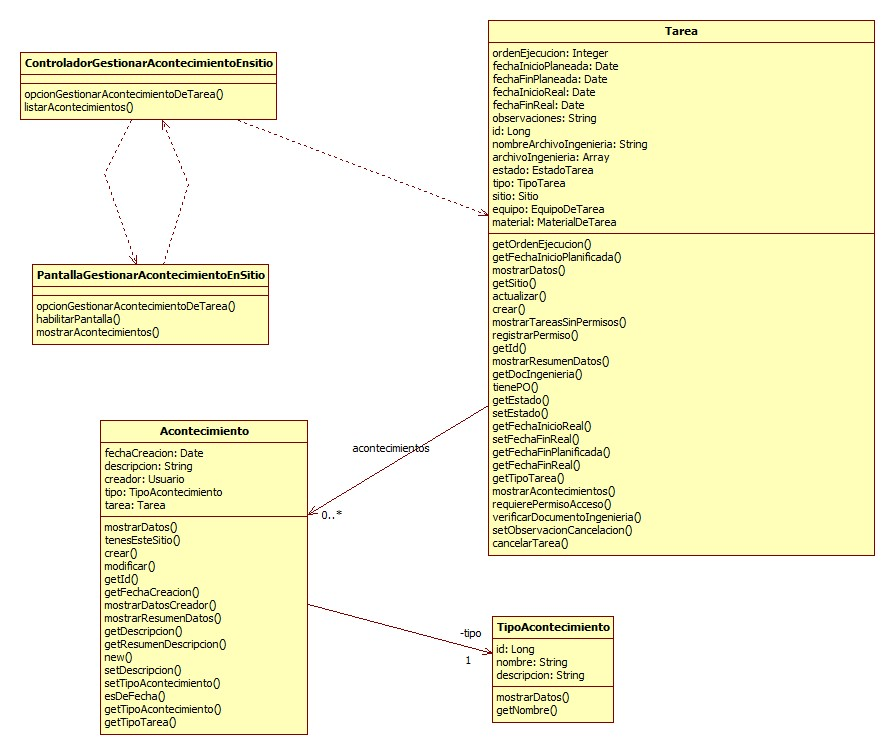 ControladorGestionarAcontecimientoEnsitio
opcionGestionarAcontecimientoDeTarea()
listarAcontecimientos()
PantallaGestionarAcontecimientoEnSitio
opcionGestionarAcontecimientoDeTarea()
habilitarPantalla()
mostrarAcontecimientos()
Tarea
ordenEjecucion: Integer
fechaInicioPlaneada: Date
fechaFinPlaneada: Date
fechaInicioReal: Date
fechaFinReal: Date
observaciones: String
id: Long
nombreArchivoIngenieria: String
archivoIngenieria: Array
estado: EstadoTarea
tipo: TipoTarea
sitio: Sitio
equipo: EquipoDeTarea
material: MaterialDeTarea
getOrdenEjecucion()
getFechaInicioPlanificada()
mostrarDatos()
getSitio()
actualizar()
crear()
mostrarTareasSinPermisos()
registrarPermiso()
getId()
mostrarResumenDatos()
getDocIngenieria()
tienePO()
getEstado()
setEstado()
getFechaInicioReal()
setFechaFinReal()
getFechaFinPlanificada()
getFechaFinReal()
getTipoTarea()
mostrarAcontecimientos()
requierePermisoAcceso()
verificarDocumentoIngenieria()
setObservacionCancelacion()
cancelarTarea()
acontecimientos
0..*
Acontecimiento
fechaCreacion: Date
descripcion: String
creador: Usuario
tipo: TipoAcontecimiento
tarea: Tarea
mostrarDatos()
tenesEsteSitio()
crear()
modificar()
getId()
getFechaCreacion()
mostrarDatosCreador()
mostrarResumenDatos()
getDescripcion()
getResumenDescripcion()
new()
setDescripcion()
setTipoAcontecimiento()
esDeFecha()
getTipoAcontecimiento()
getTipoTarea()
-tipo
1
TipoAcontecimiento
id: Long
nombre: String
descripcion: String
mostrarDatos()
getNombre()